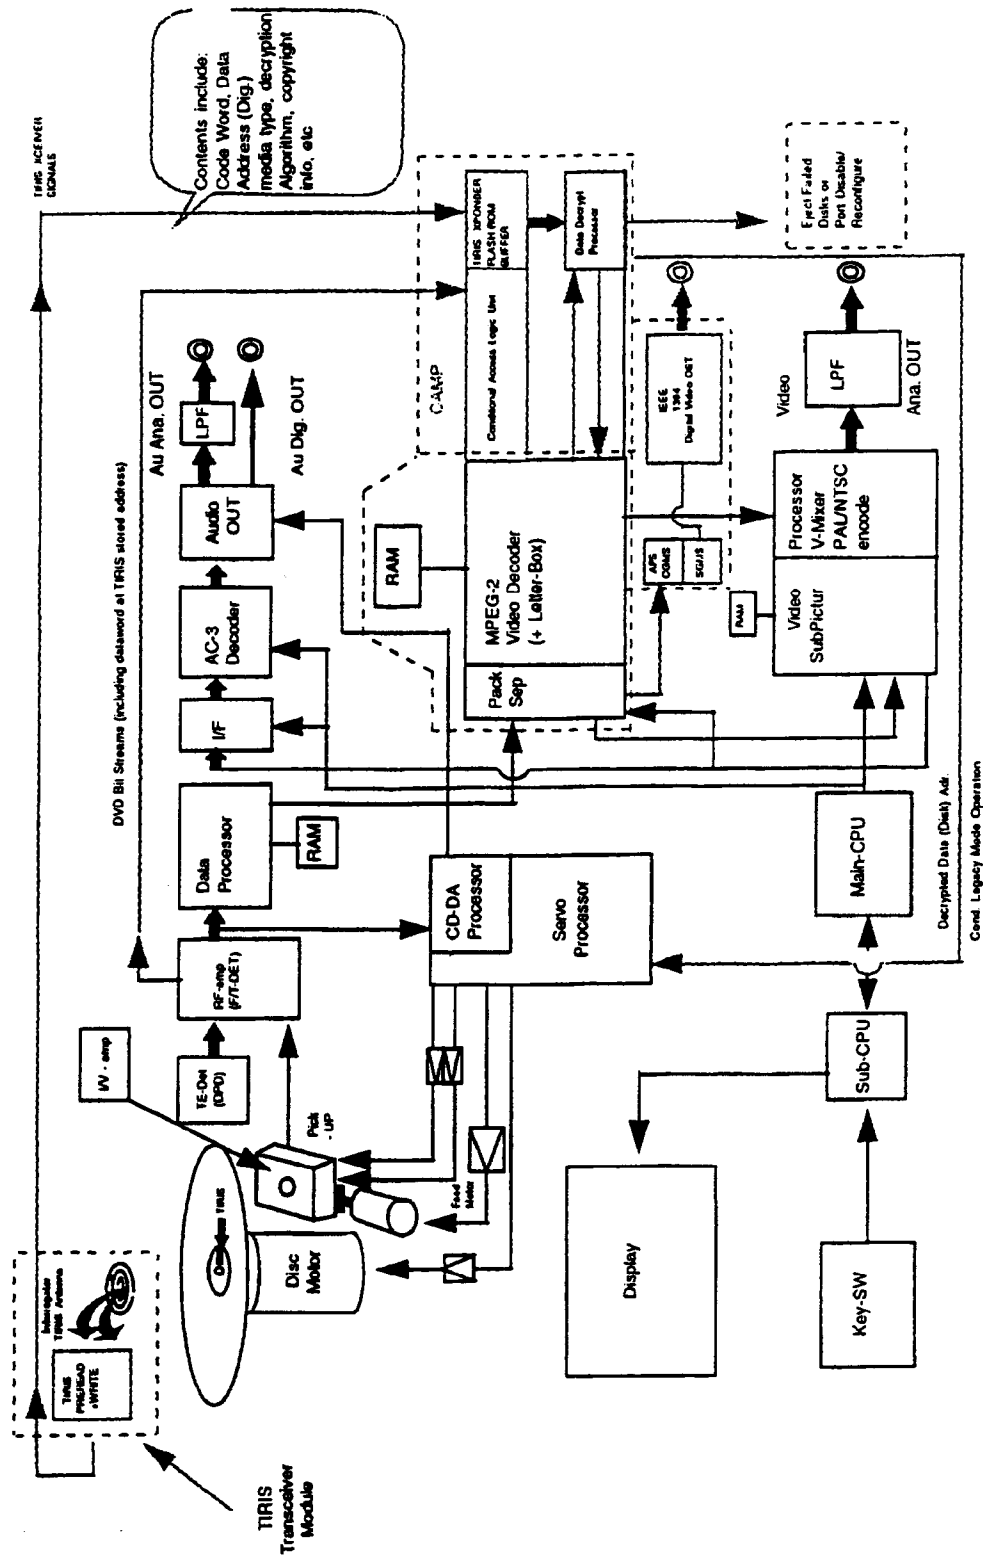 TIRIS XCEIVER
SIGNALS
Contents include:
Code Word, Data
Address (Dig.)
media type, decryption
Algorithm, copyright
info, etc
DVD Bit Streams (including dataword at TIRIS stored address)
TIRIS
PREREAD
WRITE
Interrogator
TIRIS Antenna
TIRIS
Transceiver
Module
I/V - amp
TE-Det
(DPD)
RF-amp
(F/T-DET)
Data
Processor
RAM
I/F
AC-3
Decoder
Audio
OUT
LPF
Au Ana. OUT
Au Dig. OUT
TIRIS
Disc
Motor
Pick
- UP
Feed
Motor
CD-DA
Processor
Servo
Processor
RAM
Pack
Sep
MPEG-2
Video Decoder
(+ Letter-Box)
CAMP
Conditional Access Logic Unit
TIRIS XPONDER
FLASH ROM
BUFFER
Data Decrypt
Processor
Eject Failed
Disks or
Port Disable/
Reconfigure
APS
CGMS
IEEE
1394
Digital Video OUT
RAM
Video
SubPictur
Processor
V-Mixer
PAL/NTSC
encode
Video
LPF
Ana. OUT
Display
Key-SW
Sub-CPU
Main-CPU
Decrypted Data (Disk) Adr.
Cond. Legacy Mode Operation